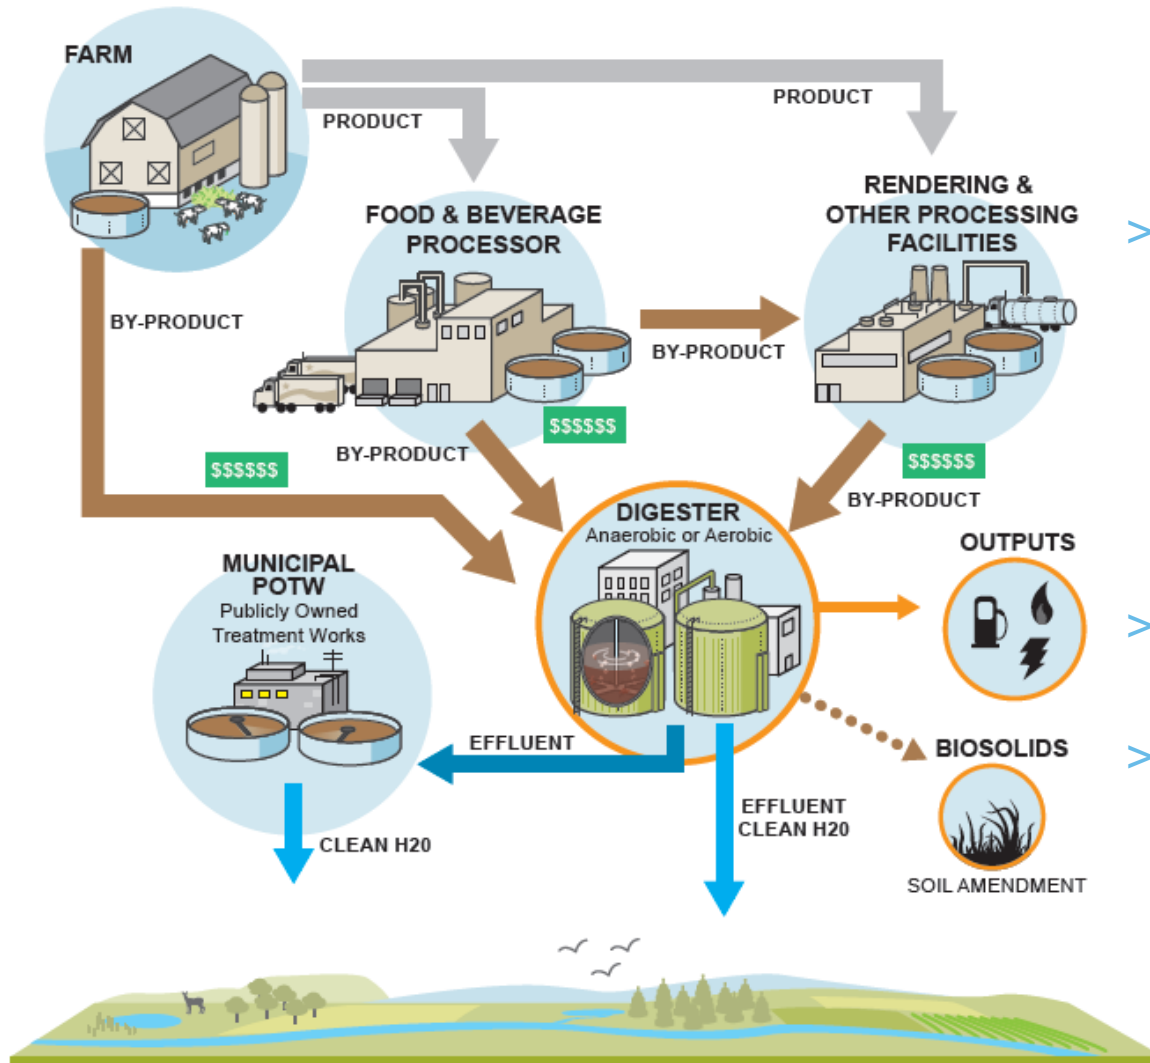 FARM
PRODUCT
PRODUCT
FOOD & BEVERAGE
PROCESSOR
RENDERING &
OTHER PROCESSING
FACILITIES
>
BY-PRODUCT
BY-PRODUCT
BY-PRODUCT
$$$$$$
$$$$$$
$$$$$$
BY-PRODUCT
DIGESTER
Anaerobic or Aerobic
OUTPUTS
MUNICIPAL
POTW
Publicly Owned
Treatment Works
>
EFFLUENT
BIOSOLIDS
>
EFFLUENT
CLEAN H20
CLEAN H20
SOIL AMENDMENT